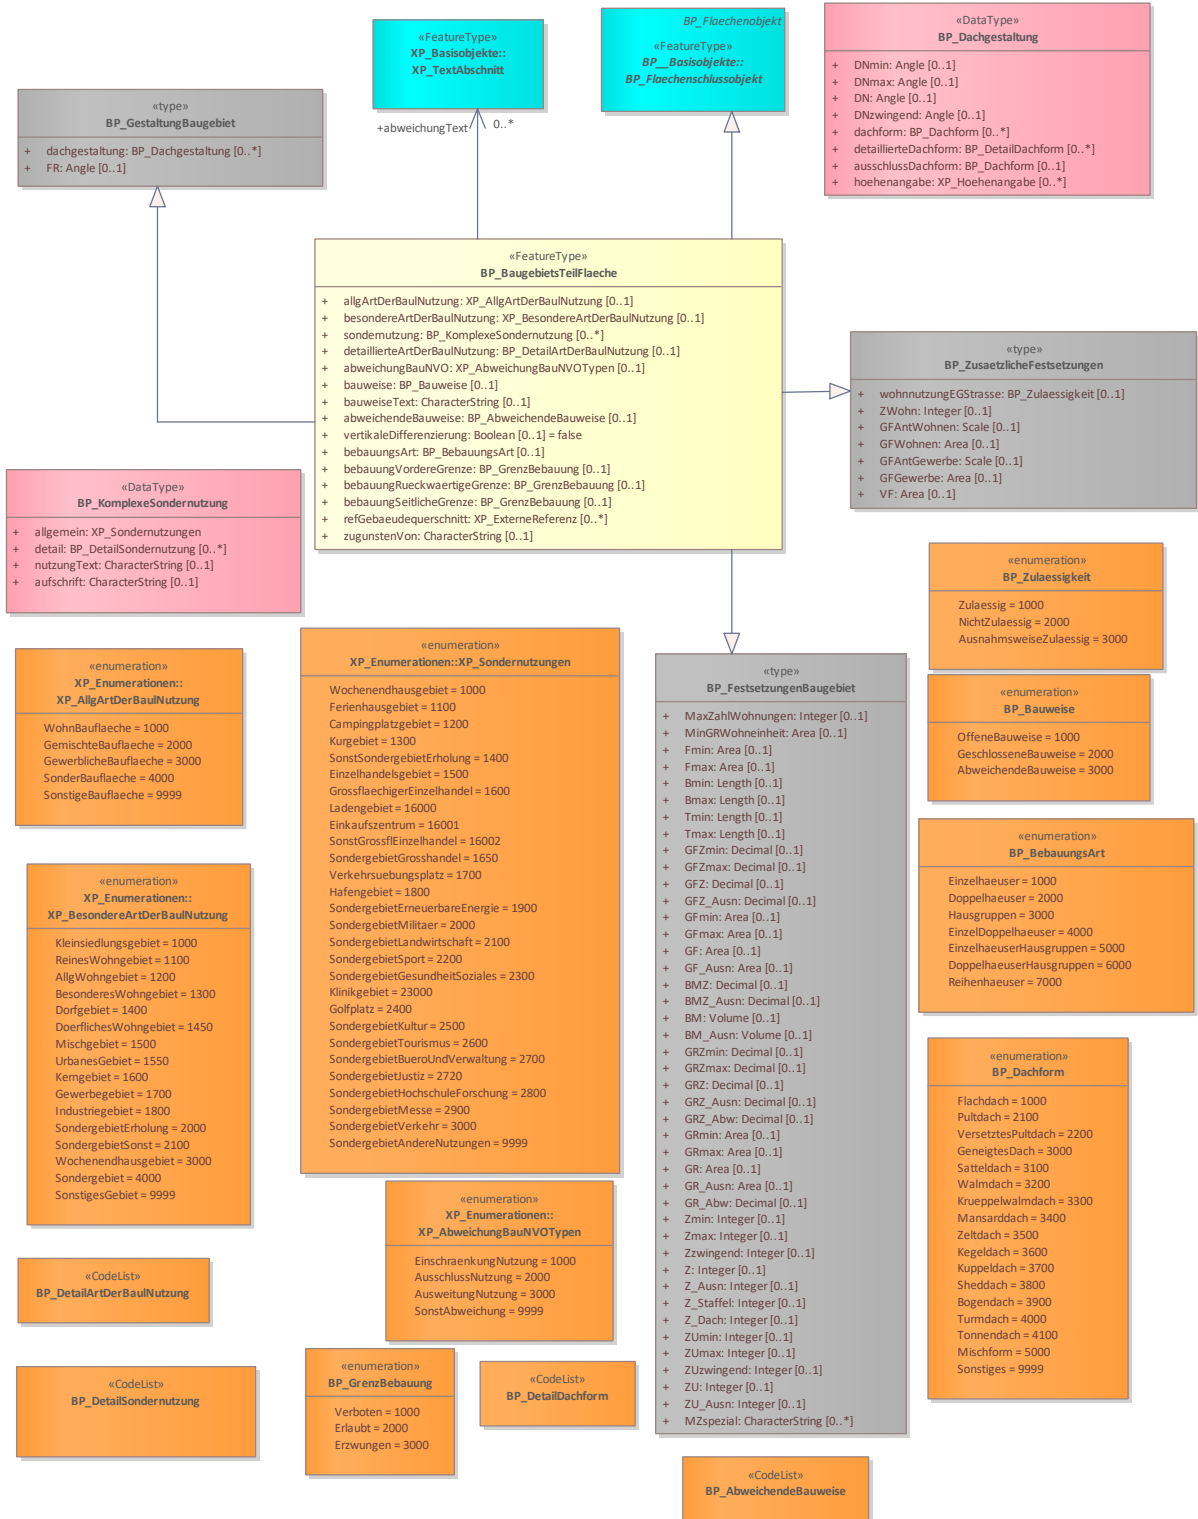 «FeatureType»
XP_Basisobjekte::
XP_TextAbschnitt
BP_Flaechenobjekt
«FeatureType»
BP__Basisobjekte::
BP_Flaechenschlussobjekt
«DataType»
BP_Dachgestaltung
+ DNmin: Angle [0..1]
+ DNmax: Angle [0..1]
+ DN: Angle [0..1]
+ DNzwingend: Angle [0..1]
+ dachform: BP_Dachform [0..*]
+ detaillierteDachform: BP_DetailDachform [0..*]
+ ausschlussDachform: BP_Dachform [0..1]
+ hoehenangabe: XP_Hoehenangabe [0..*]
«type»
BP_GestaltungBaugebiet
+ dachgestaltung: BP_Dachgestaltung [0..*]
+ FR: Angle [0..1]
+abweichungText 0..*
«FeatureType»
BP_BaugebietsTeilFlaeche
+ allgArtDerBaulNutzung: XP_AllgArtDerBaulNutzung [0..1]
+ besondereArtDerBaulNutzung: XP_BesondereArtDerBaulNutzung [0..1]
+ sondernutzung: BP_KomplexeSondernutzung [0..*]
+ detaillierteArtDerBaulNutzung: BP_DetailArtDerBaulNutzung [0..1]
+ abweichungBauNVO: XP_AbweichungBauNVOTypen [0..1]
+ bauweise: BP_Bauweise [0..1]
+ bauweiseText: CharacterString [0..1]
+ abweichendeBauweise: BP_AbweichendeBauweise [0..1]
+ vertikaleDifferenzierung: Boolean [0..1] = false
+ bebauungsArt: BP_BebauungsArt [0..1]
+ bebauungVordereGrenze: BP_GrenzBebauung [0..1]
+ bebauungRueckwaertigeGrenze: BP_GrenzBebauung [0..1]
+ bebauungSeitlicheGrenze: BP_GrenzBebauung [0..1]
+ refGebaeudequerschnitt: XP_ExterneReferenz [0..*]
+ zugunstenVon: CharacterString [0..1]
«type»
BP_ZusaetzlicheFestsetzungen
+ wohnnutzungEGStrasse: BP_Zulaessigkeit [0..1]
+ ZWohn: Integer [0..1]
+ GFAntWohnen: Scale [0..1]
+ GFWohnen: Area [0..1]
+ GFAntGewerbe: Scale [0..1]
+ GFGewerbe: Area [0..1]
+ VF: Area [0..1]
«DataType»
BP_KomplexeSondernutzung
+ allgemein: XP_Sondernutzungen
+ detail: BP_DetailSondernutzung [0..*]
+ nutzungText: CharacterString [0..1]
+ aufschrift: CharacterString [0..1]
«enumeration»
BP_Zulaessigkeit
Zulaessig = 1000
NichtZulaessig = 2000
AusnahmsweiseZulaessig = 3000
«enumeration»
XP_Enumerationen::
XP_AllgArtDerBaulNutzung
WohnBauflaeche = 1000
GemischteBauflaeche = 2000
GewerblicheBauflaeche = 3000
SonderBauflaeche = 4000
SonstigeBauflaeche = 9999
«enumeration»
XP_Enumerationen::XP_Sondernutzungen
Wochenendhausgebiet = 1000
Ferienhausgebiet = 1100
Campingplatzgebiet = 1200
Kurgebiet = 1300
SonstSondergebietErholung = 1400
Einzelhandelsgebiet = 1500
GrossflaechigerEinzelhandel = 1600
Ladengebiet = 16000
Einkaufszentrum = 16001
SonstGrossflEinzelhandel = 16002
SondergebietGrosshandel = 1650
Verkehrsuebungsplatz = 1700
Hafengebiet = 1800
SondergebietErneuerbareEnergie = 1900
SondergebietMilitaer = 2000
SondergebietLandwirtschaft = 2100
SondergebietSport = 2200
SondergebietGesundheitSoziales = 2300
Klinikgebiet = 23000
Golfplatz = 2400
SondergebietKultur = 2500
SondergebietTourismus = 2600
SondergebietBueroUndVerwaltung = 2700
SondergebietJustiz = 2720
SondergebietHochschuleForschung = 2800
SondergebietMesse = 2900
SondergebietVerkehr = 3000
SondergebietAndereNutzungen = 9999
«type»
BP_FestsetzungenBaugebiet
+ MaxZahlWohnungen: Integer [0..1]
+ MinGRWohneinheit: Area [0..1]
+ Fmin: Area [0..1]
+ Fmax: Area [0..1]
+ Bmin: Length [0..1]
+ Bmax: Length [0..1]
+ Tmin: Length [0..1]
+ Tmax: Length [0..1]
+ GFZmin: Decimal [0..1]
+ GFZmax: Decimal [0..1]
+ GFZ: Decimal [0..1]
+ GFZ_Ausn: Decimal [0..1]
+ GFmin: Area [0..1]
+ GFmax: Area [0..1]
+ GF: Area [0..1]
+ GF_Ausn: Area [0..1]
+ BMZ: Decimal [0..1]
+ BMZ_Ausn: Decimal [0..1]
+ BM: Volume [0..1]
+ BM_Ausn: Volume [0..1]
+ GRZmin: Decimal [0..1]
+ GRZmax: Decimal [0..1]
+ GRZ: Decimal [0..1]
+ GRZ_Ausn: Decimal [0..1]
+ GRZ_Abw: Decimal [0..1]
+ GRmin: Area [0..1]
+ GRmax: Area [0..1]
+ GR: Area [0..1]
+ GR_Ausn: Area [0..1]
+ GR_Abw: Decimal [0..1]
+ Zmin: Integer [0..1]
+ Zmax: Integer [0..1]
+ Zzwingend: Integer [0..1]
+ Z: Integer [0..1]
+ Z_Ausn: Integer [0..1]
+ Z_Staffel: Integer [0..1]
+ Z_Dach: Integer [0..1]
+ ZUmin: Integer [0..1]
+ ZUmax: Integer [0..1]
+ ZUzwingend: Integer [0..1]
+ ZU: Integer [0..1]
+ ZU_Ausn: Integer [0..1]
+ MZspezial: CharacterString [0..*]
«enumeration»
BP_Bauweise
OffeneBauweise = 1000
GeschlosseneBauweise = 2000
AbweichendeBauweise = 3000
«enumeration»
BP_BebauungsArt
Einzelhaeuser = 1000
Doppelhaeuser = 2000
Hausgruppen = 3000
EinzelDoppelhaeuser = 4000
EinzelhaeuserHausgruppen = 5000
DoppelhaeuserHausgruppen = 6000
Reihenhaeuser = 7000
«enumeration»
XP_Enumerationen::
XP_BesondereArtDerBaulNutzung
Kleinsiedlungsgebiet = 1000
ReinesWohngebiet = 1100
AllgWohngebiet = 1200
BesonderesWohngebiet = 1300
Dorfgebiet = 1400
DoerflichesWohngebiet = 1450
Mischgebiet = 1500
UrbanesGebiet = 1550
Kerngebiet = 1600
Gewerbegebiet = 1700
Industriegebiet = 1800
SondergebietErholung = 2000
SondergebietSonst = 2100
Wochenendhausgebiet = 3000
Sondergebiet = 4000
SonstigesGebiet = 9999
«enumeration»
BP_Dachform
Flachdach = 1000
Pultdach = 2100
VersetztesPultdach = 2200
GeneigtesDach = 3000
Satteldach = 3100
Walmdach = 3200
Krueppelwalmdach = 3300
Mansarddach = 3400
Zeltdach = 3500
Kegeldach = 3600
Kuppeldach = 3700
Sheddach = 3800
Bogendach = 3900
Turmdach = 4000
Tonnendach = 4100
Mischform = 5000
Sonstiges = 9999
«enumeration»
XP_Enumerationen::
XP_AbweichungBauNVOTypen
EinschraenkungNutzung = 1000
AusschlussNutzung = 2000
AusweitungNutzung = 3000
SonstAbweichung = 9999
«CodeList»
BP_DetailArtDerBaulNutzung
«CodeList»
BP_DetailSondernutzung
«enumeration»
BP_GrenzBebauung
Verboten = 1000
Erlaubt = 2000
Erzwungen = 3000
«CodeList»
BP_DetailDachform
«CodeList»
BP_AbweichendeBauweise